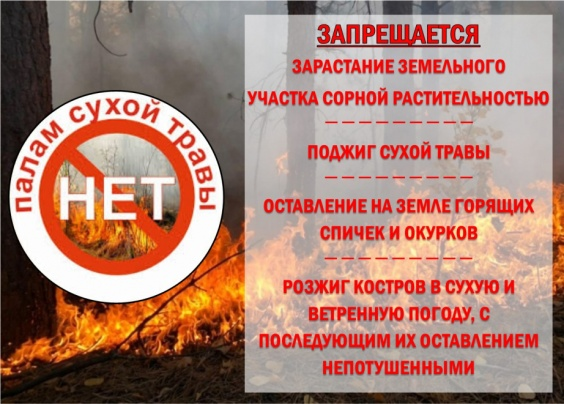 палам сухой травы
НЕТ
ЗАПРЕЩАЕТСЯ
ЗАРАСТАНИЕ ЗЕМЕЛЬНОГО
УЧАСТКА СОРНОЙ РАСТИТЕЛЬНОСТЬЮ
ПОДЖИГ СУХОЙ ТРАВЫ
ОСТАВЛЕНИЕ НА ЗЕМЛЕ ГОРЯЩИХ
СПИЧЕК И ОКУРКОВ
РОЗЖИГ КОСТРОВ В СУХУЮ И
ВЕТРЕННУЮ ПОГОДУ, С
ПОСЛЕДУЮЩИМ ИХ ОСТАВЛЕНИЕМ
НЕПОТУШЕННЫМИ